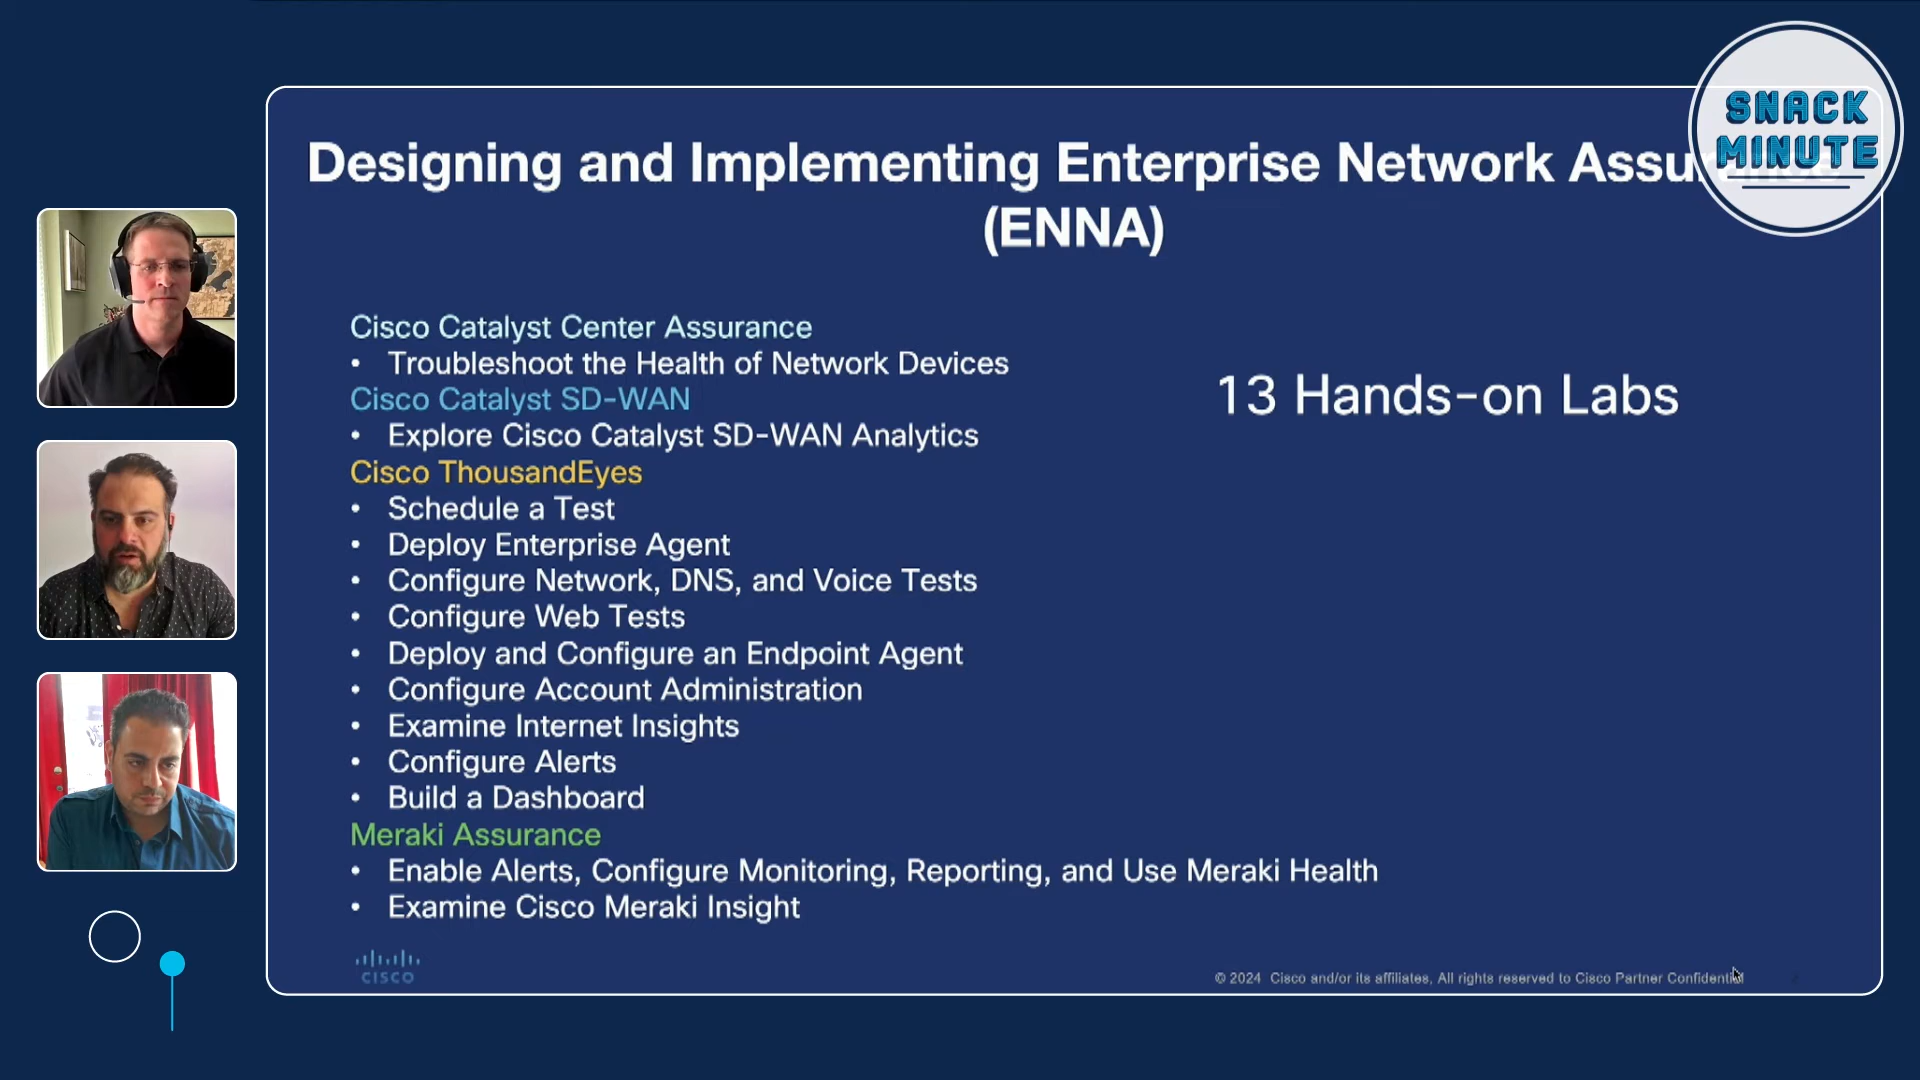 SNACK
MINUTE
Designing and Implementing Enterprise Network Assurance
(ENNA)
Cisco Catalyst Center Assurance
• Troubleshoot the Health of Network Devices
Cisco Catalyst SD-WAN
• Explore Cisco Catalyst SD-WAN Analytics
Cisco ThousandEyes
• Schedule a Test
• Deploy Enterprise Agent
• Configure Network, DNS, and Voice Tests
• Configure Web Tests
• Deploy and Configure an Endpoint Agent
• Configure Account Administration
• Examine Internet Insights
• Configure Alerts
• Build a Dashboard
Meraki Assurance
• Enable Alerts, Configure Monitoring, Reporting, and Use Meraki Health
• Examine Cisco Meraki Insight
13 Hands-on Labs
CISCO
© 2024 Cisco and/or its affiliates, All rights reserved to Cisco Partner Confidential